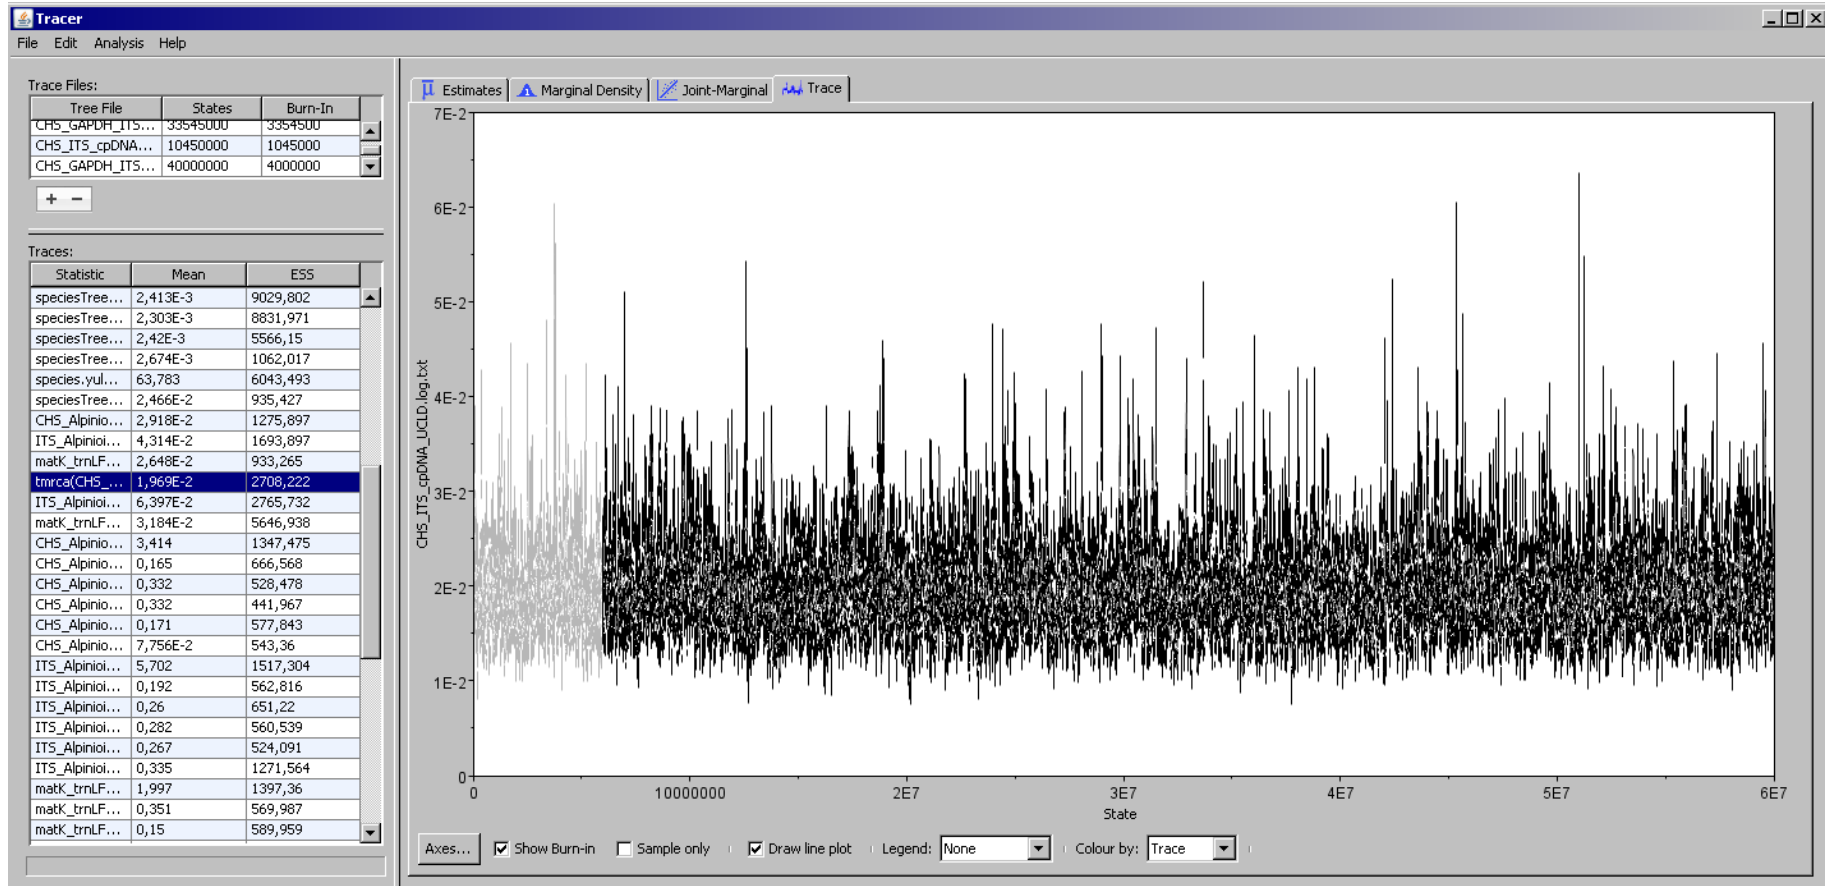 Tracer
File Edit Analysis Help
Trace Files:
Tree File States Burn-In
CHS_GAPDH_ITS... 33545000 3354500
CHS_ITS_cpDNA... 10450000 1045000
CHS_GAPDH_ITS... 40000000 4000000
+ −
Traces:
Statistic Mean ESS
speciesTree... 2,413E-3 9029,802
speciesTree... 2,303E-3 8831,971
speciesTree... 2,42E-3 5566,15
speciesTree... 2,674E-3 1062,017
species.yul... 63,783 6043,493
speciesTree... 2,466E-2 935,427
CHS_Alpinio... 2,918E-2 1275,897
ITS_Alpinioi... 4,314E-2 1693,897
matK_trnLF... 2,648E-2 933,265
tmrca(CHS_... 1,969E-2 2708,222
ITS_Alpinioi... 6,397E-2 2765,732
matK_trnLF... 3,184E-2 5646,938
CHS_Alpinio... 3,414 1347,475
CHS_Alpinio... 0,165 666,568
CHS_Alpinio... 0,332 528,478
CHS_Alpinio... 0,332 441,967
CHS_Alpinio... 0,171 577,843
CHS_Alpinio... 7,756E-2 543,36
ITS_Alpinioi... 5,702 1517,304
ITS_Alpinioi... 0,192 562,816
ITS_Alpinioi... 0,26 651,22
ITS_Alpinioi... 0,282 560,539
ITS_Alpinioi... 0,267 524,091
ITS_Alpinioi... 0,335 1271,564
matK_trnLF... 1,997 1397,36
matK_trnLF... 0,351 569,987
matK_trnLF... 0,15 589,959
Estimates Marginal Density Joint-Marginal Trace
7E-2
6E-2
5E-2
4E-2
3E-2
2E-2
1E-2
0
CHS_ITS_cpDNA_UCLD.log.txt
0 10000000 2E7 3E7 4E7 5E7 6E7
State
Axes... Show Burn-in Sample only Draw line plot Legend: None Colour by: Trace